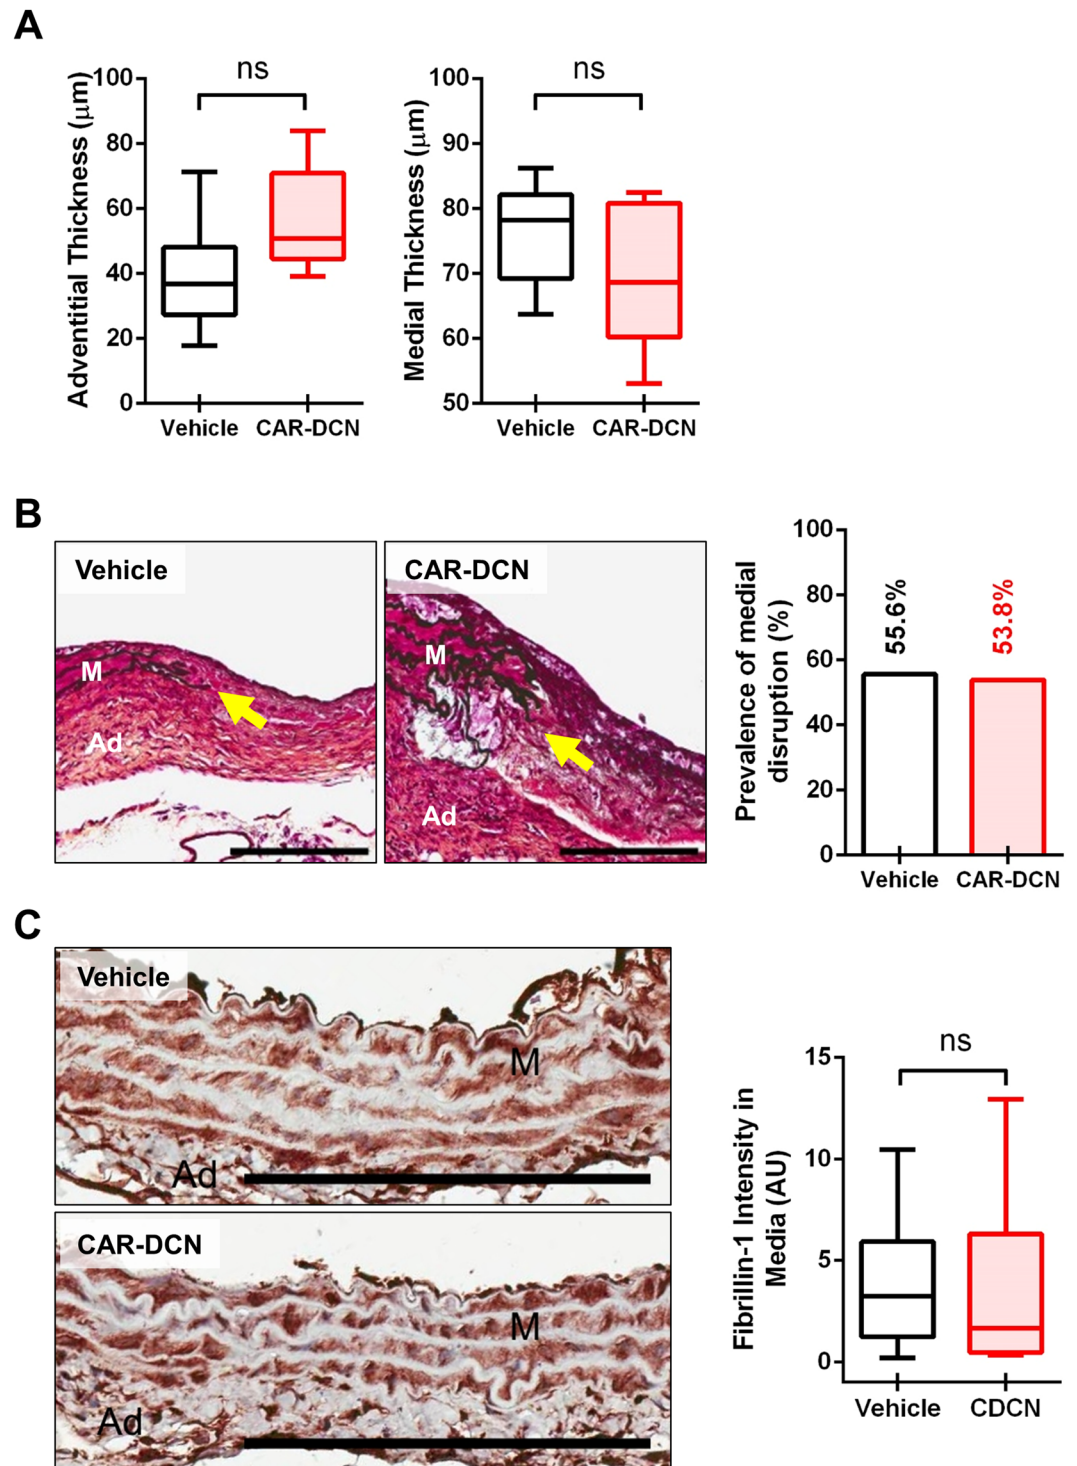 A
Adventitial Thickness (μm)
100
80
60
40
20
0
ns
Vehicle
CAR-DCN
Medial Thickness (μm)
100
90
80
70
60
50
ns
Vehicle
CAR-DCN
B
Vehicle
M
Ad
CAR-DCN
M
Ad
Prevalence of medial
disruption (%)
100
80
60
40
20
0
55.6%
53.8%
Vehicle
CAR-DCN
C
Vehicle
M
Ad
CAR-DCN
M
Ad
Fibrillin-1 Intensity in
Media (AU)
15
10
5
0
ns
Vehicle
CDCN